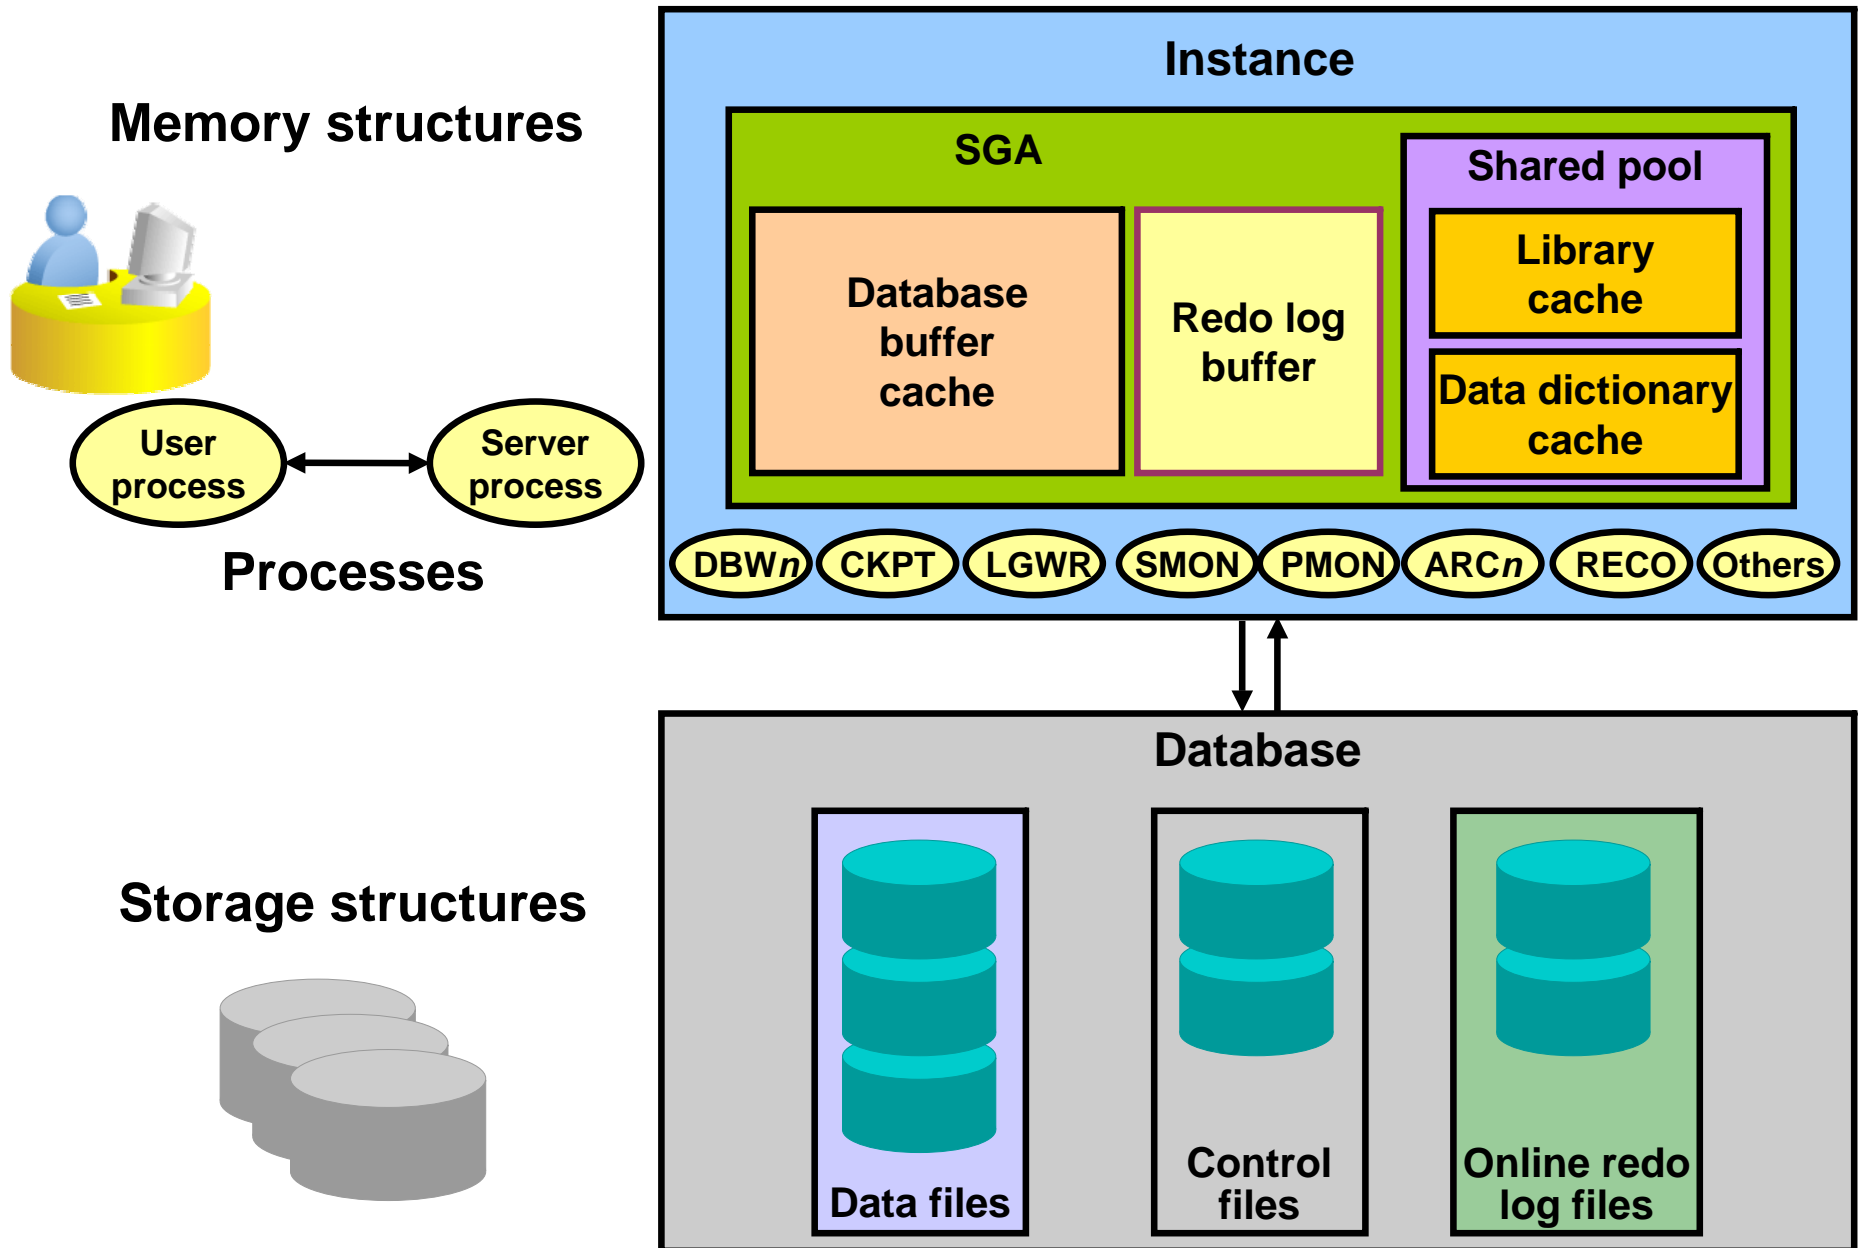 Instance
Memory structures
SGA
Shared pool
Library
cache
Database
buffer
cache
Redo log
buffer
Data dictionary
cache
User
process
Server
process
Processes
DBWn
CKPT
LGWR
SMON
PMON
ARCn
RECO
Others
Database
Storage structures
Data files
Control
files
Online redo
log files